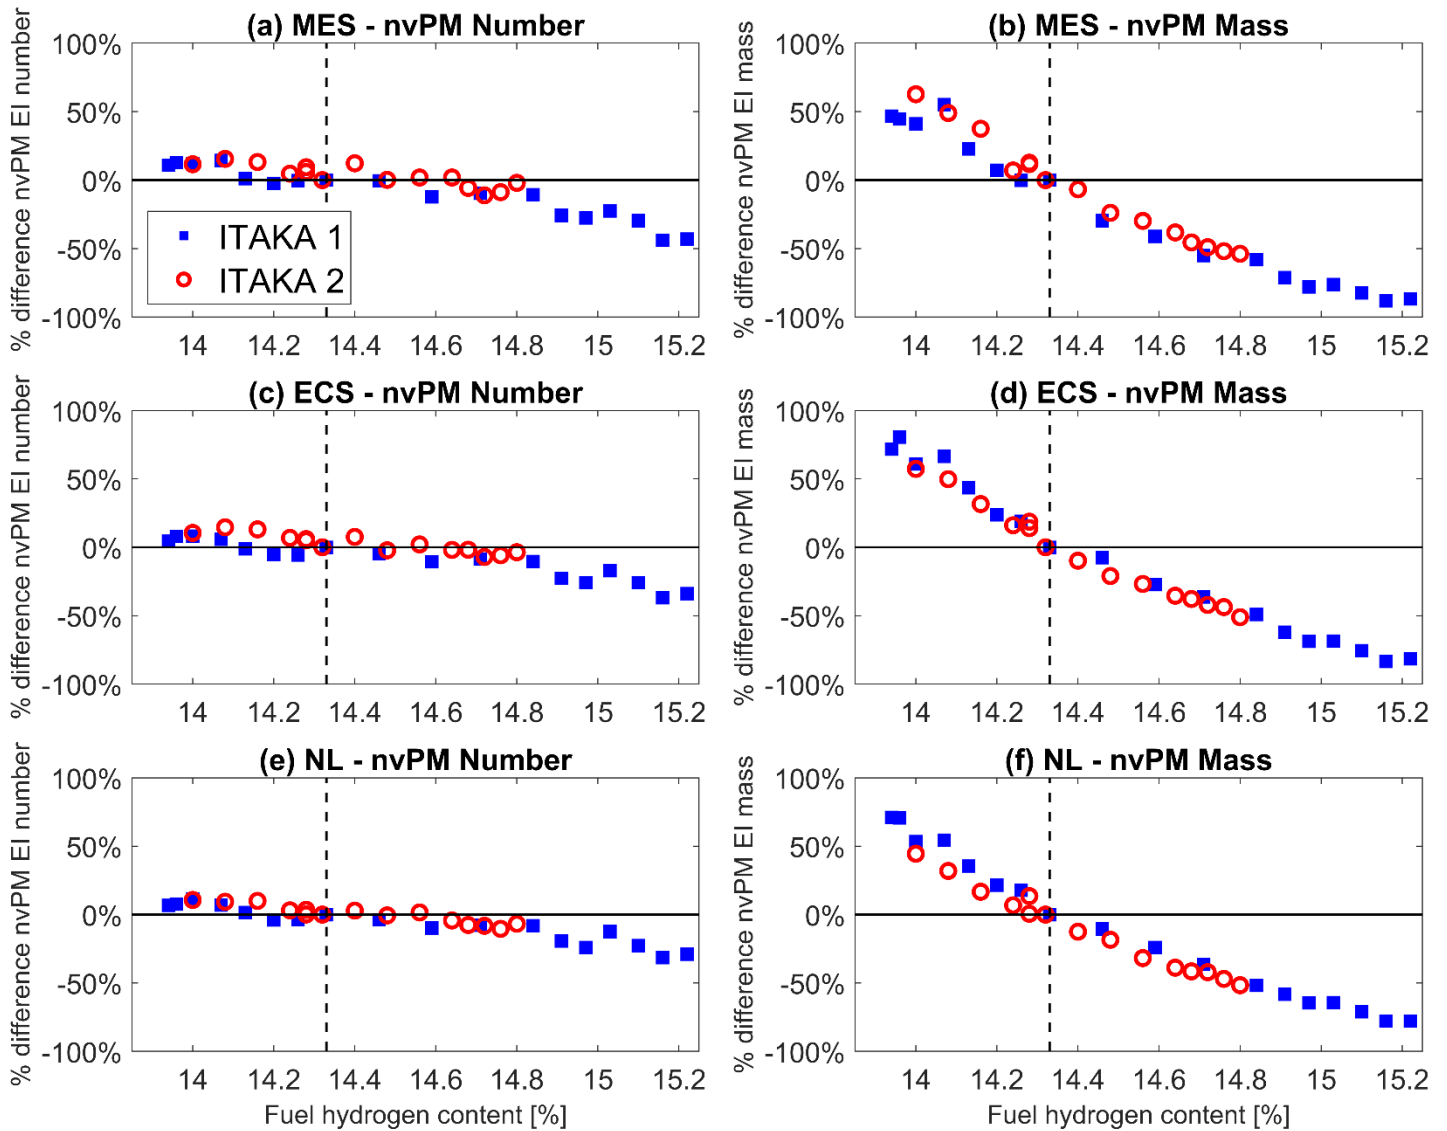 (a) MES - nvPM Number
% difference nvPM EI number
100%
50%
0%
-50%
-100%
ITAKA 1
ITAKA 2
14 14.2 14.4 14.6 14.8 15 15.2
(b) MES - nvPM Mass
% difference nvPM EI mass
100%
50%
0%
-50%
-100%
14 14.2 14.4 14.6 14.8 15 15.2
(c) ECS - nvPM Number
% difference nvPM EI number
100%
50%
0%
-50%
-100%
14 14.2 14.4 14.6 14.8 15 15.2
(d) ECS - nvPM Mass
% difference nvPM EI mass
100%
50%
0%
-50%
-100%
14 14.2 14.4 14.6 14.8 15 15.2
(e) NL - nvPM Number
% difference nvPM EI number
100%
50%
0%
-50%
-100%
14 14.2 14.4 14.6 14.8 15 15.2
Fuel hydrogen content [%]
(f) NL - nvPM Mass
% difference nvPM EI mass
100%
50%
0%
-50%
-100%
14 14.2 14.4 14.6 14.8 15 15.2
Fuel hydrogen content [%]